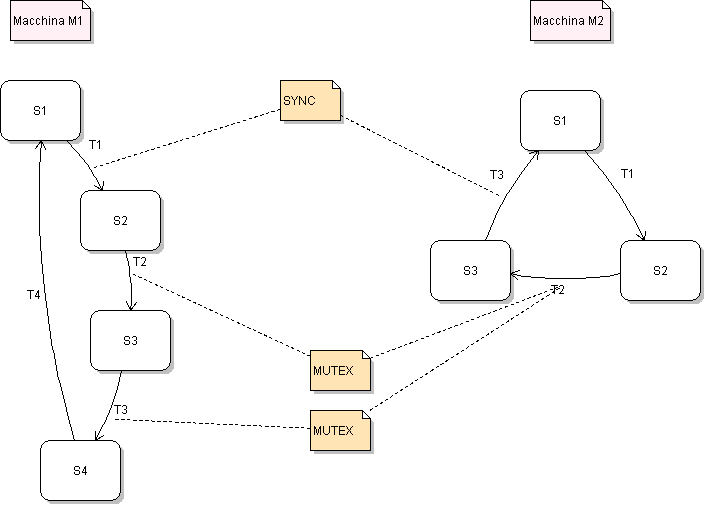 Macchina M1
Macchina M2
S1
SYNC
S1
T1
T3
T1
S2
T2
S3
S2
T4
T2
S3
MUTEX
T3
MUTEX
S4